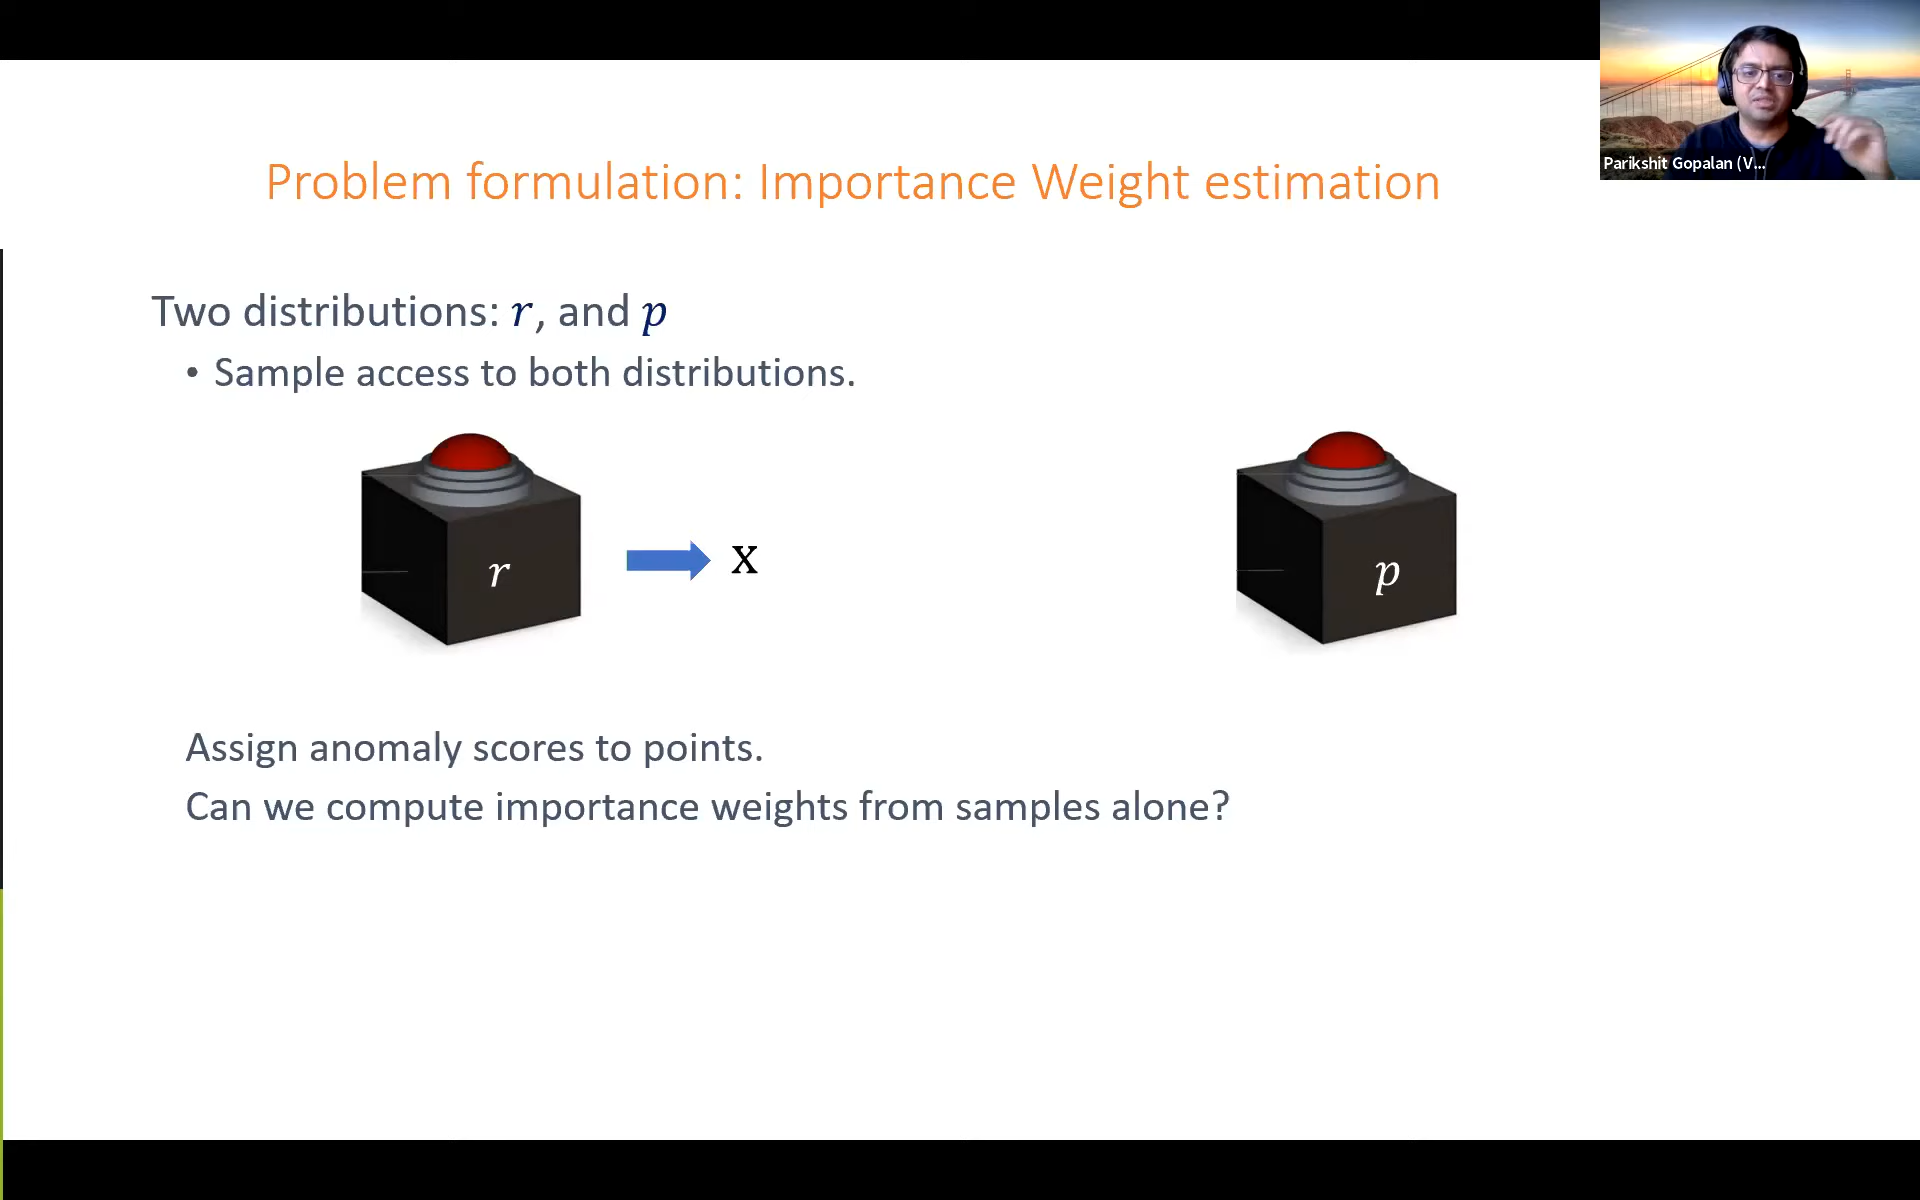 Parikshit Gopalan (V...
Problem formulation: Importance Weight estimation
Two distributions: r, and p
• Sample access to both distributions.
r
x
p
Assign anomaly scores to points.
Can we compute importance weights from samples alone?